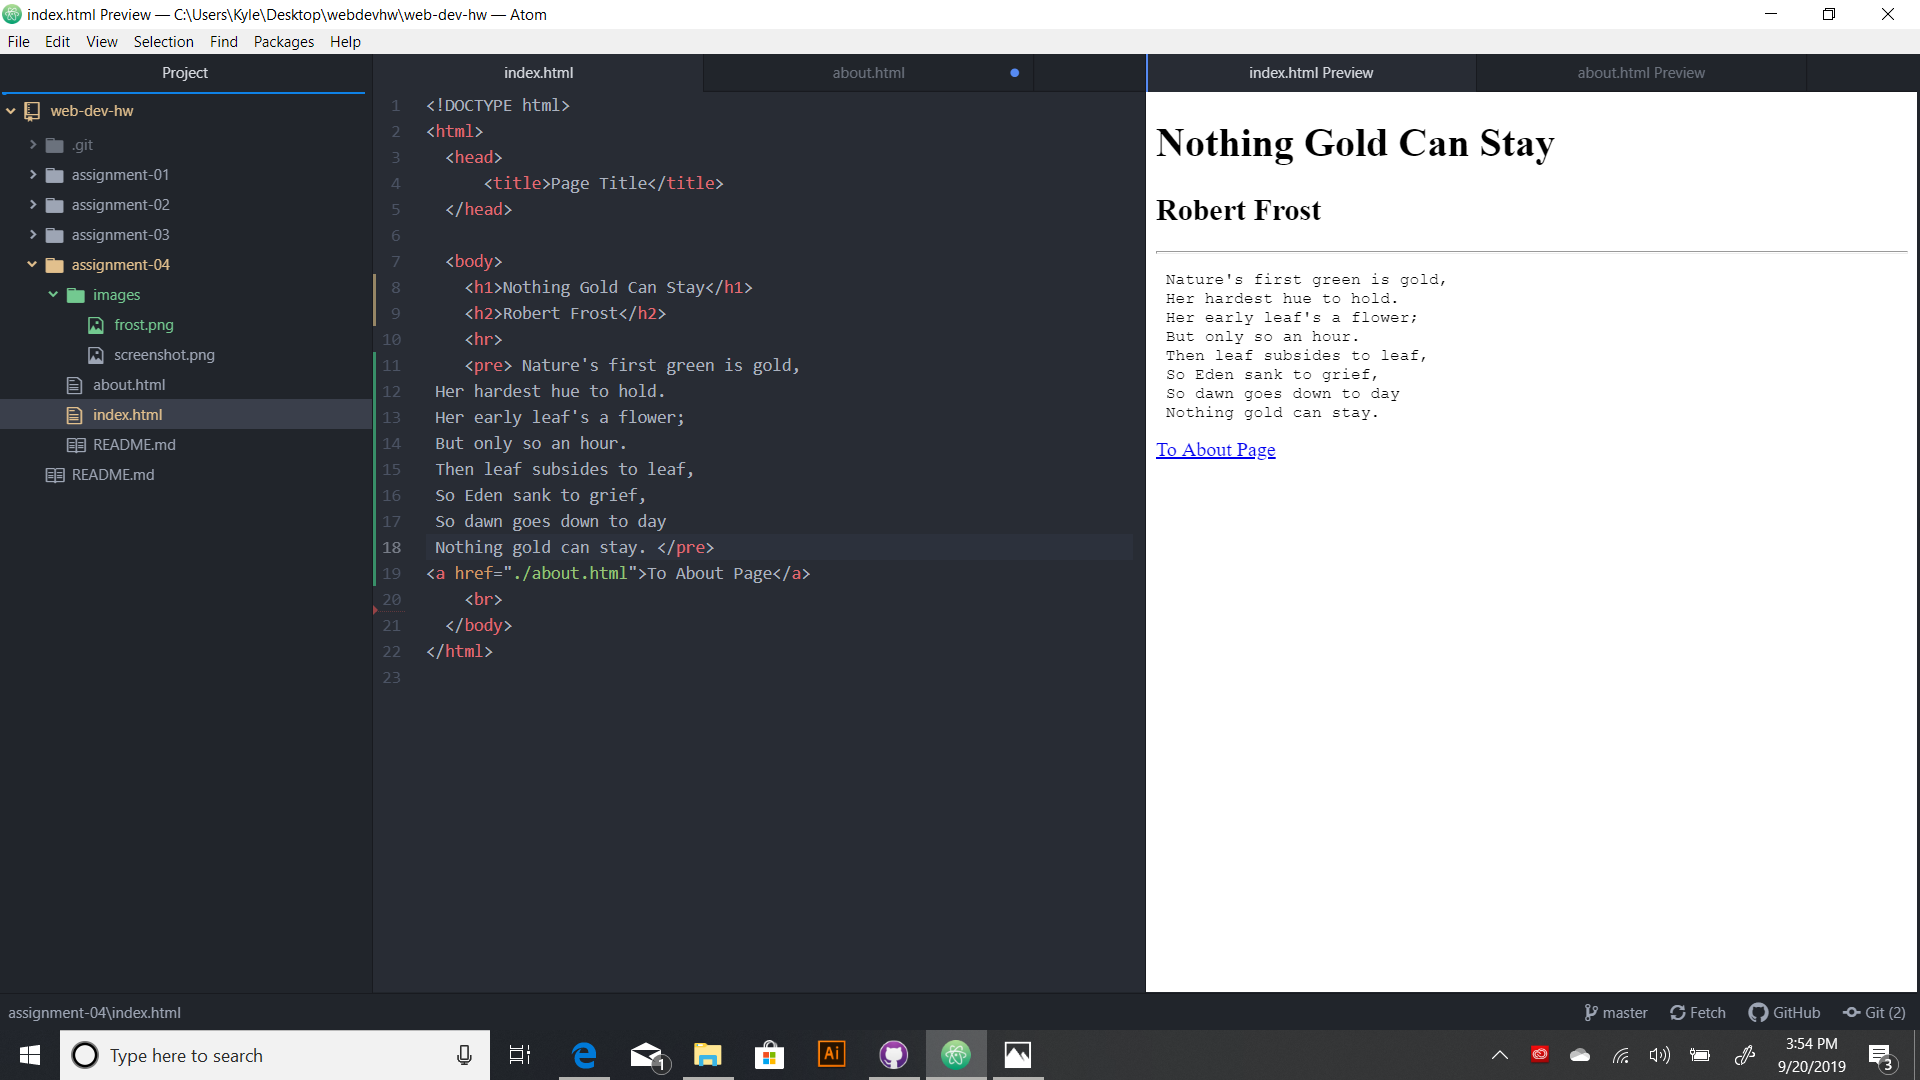 index.html Preview — C:\Users\Kyle\Desktop\webdevhw\web-dev-hw — Atom
File Edit View Selection Find Packages Help
Project
web-dev-hw
.git
assignment-01
assignment-02
assignment-03
assignment-04
images
frost.png
screenshot.png
about.html
index.html
README.md
README.md
index.html about.html
1 <!DOCTYPE html>
2 <html>
3 <head>
4 <title>Page Title</title>
5 </head>
6
7 <body>
8 <h1>Nothing Gold Can Stay</h1>
9 <h2>Robert Frost</h2>
10 <hr>
11 <pre> Nature's first green is gold,
12 Her hardest hue to hold.
13 Her early leaf's a flower;
14 But only so an hour.
15 Then leaf subsides to leaf,
16 So Eden sank to grief,
17 So dawn goes down to day
18 Nothing gold can stay. </pre>
19 <a href="./about.html">To About Page</a>
20 <br>
21 </body>
22 </html>
23
index.html Preview about.html Preview
Nothing Gold Can Stay
Robert Frost
Nature's first green is gold,
Her hardest hue to hold.
Her early leaf's a flower;
But only so an hour.
Then leaf subsides to leaf,
So Eden sank to grief,
So dawn goes down to day
Nothing gold can stay.
To About Page
assignment-04\index.html
master Fetch GitHub Git (2)
Type here to search
1
Ai
3:54 PM
9/20/2019
3